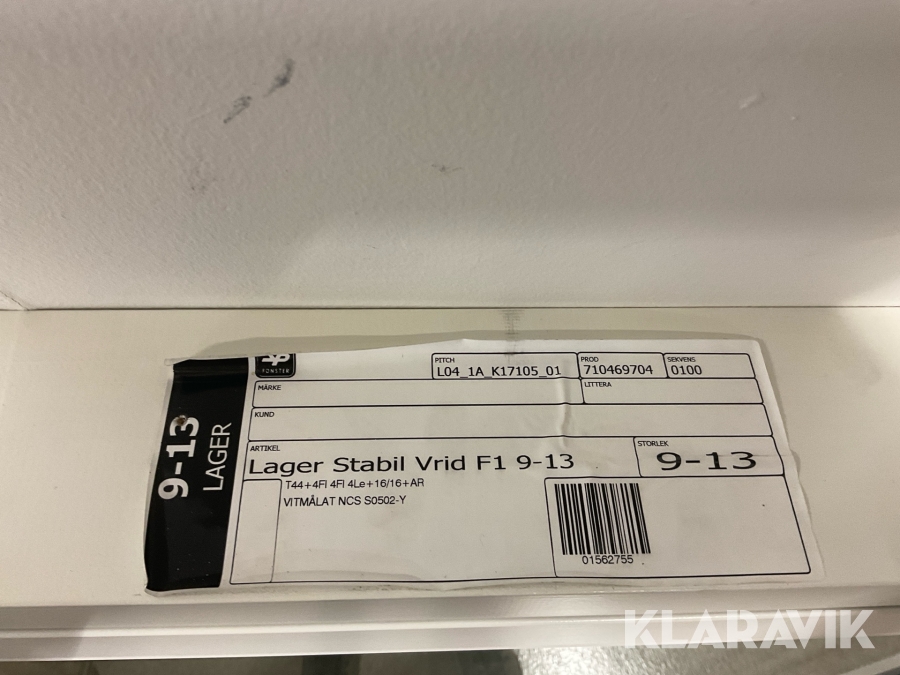 9-13
LAGER
FÖNSTER
PITCH
L04_1A_K17105_01
PROD
710469704
SEKVENS
0100
MÄRKE
LITTERA
KUND
ARTIKEL
Lager Stabil Vrid F1 9-13
STORLEK
9-13
T44+4Fl 4Fl 4Le+16/16+AR
VITMÅLAT NCS S0502-Y
01562755
KLARAVIK